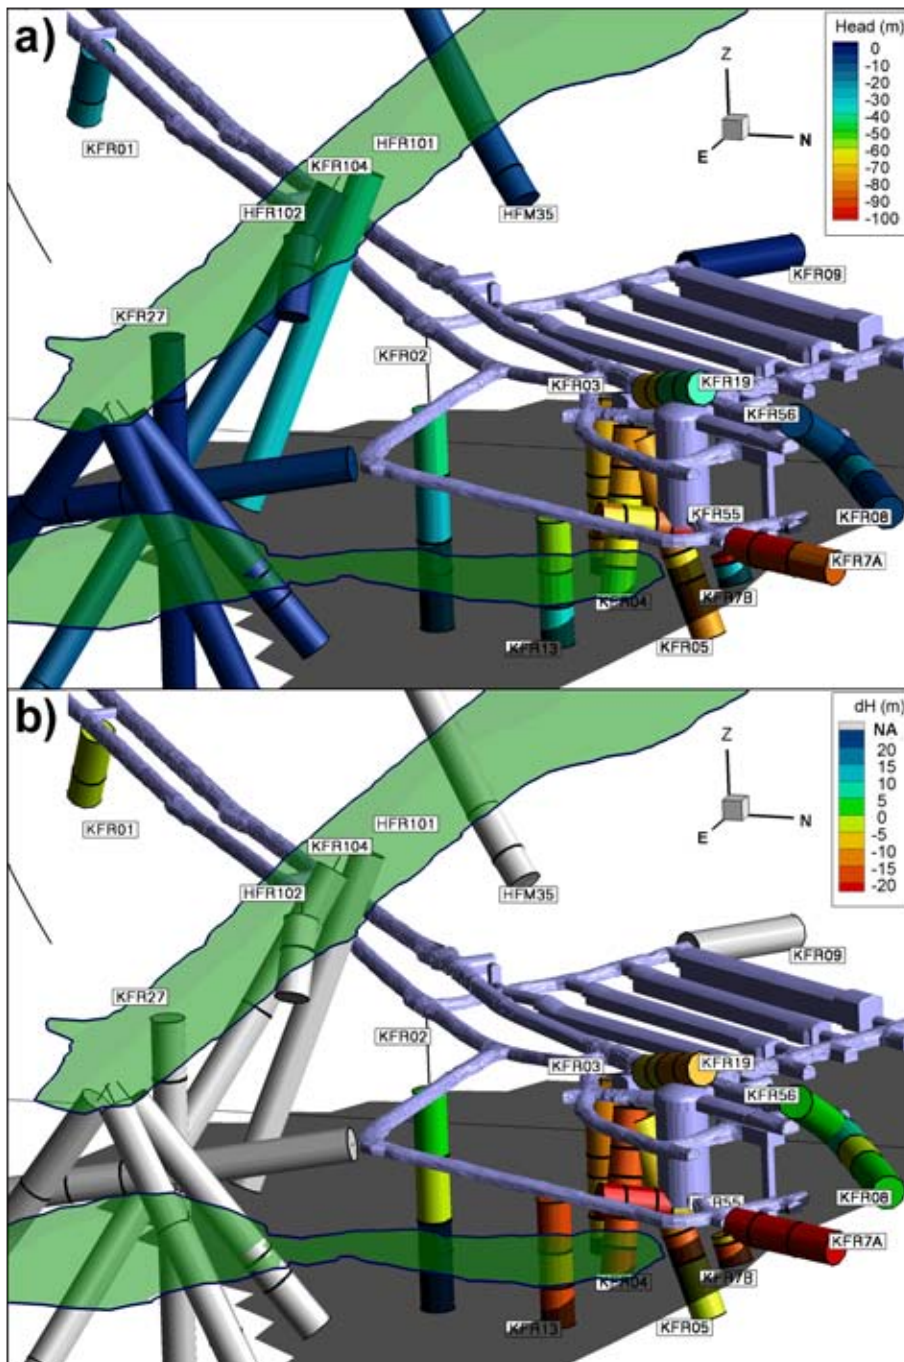 a)
Head (m)
0
-10
-20
-30
-40
-50
-60
-70
-80
-90
-100
Z
E
N
KFR01
KFR104
HFR101
HFR102
HFM35
KFR09
KFR27
KFR02
KFR03
KFR19
KFR56
KFR55
KFR08
KFR7A
KFR04
KFR7B
KFR13
KFR05
b)
dH (m)
NA
20
15
10
5
0
-5
-10
-15
-20
Z
E
N
KFR01
KFR104
HFR101
HFR102
HFM35
KFR09
KFR27
KFR02
KFR03
KFR19
KFR56
KFR55
KFR08
KFR7A
KFR04
KFR7B
KFR13
KFR05